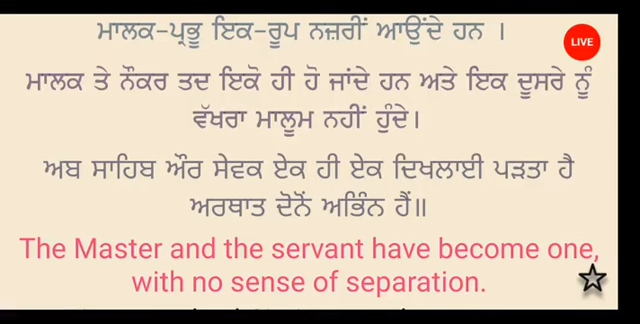 ਮਾਲਕ-ਪ੍ਰਭੂ ਇਕ-ਰੂਪ ਨਜ਼ਰੀਂ ਆਉਂਦੇ ਹਨ ।
LIVE
ਮਾਲਕ ਤੇ ਨੌਕਰ ਤਦ ਇਕੋ ਹੀ ਹੋ ਜਾਂਦੇ ਹਨ ਅਤੇ ਇਕ ਦੂਸਰੇ ਨੂੰ
ਵੱਖਰਾ ਮਾਲੂਮ ਨਹੀਂ ਹੁੰਦੇ।
ਅਬ ਸਾਹਿਬ ਔਰ ਸੇਵਕ ਏਕ ਹੀ ਏਕ ਦਿਖਲਾਈ ਪੜਤਾ ਹੈ
ਅਰਥਾਤ ਦੋਨੋਂ ਅਭਿੰਨ ਹੈਂ॥
The Master and the servant have become one,
with no sense of separation.